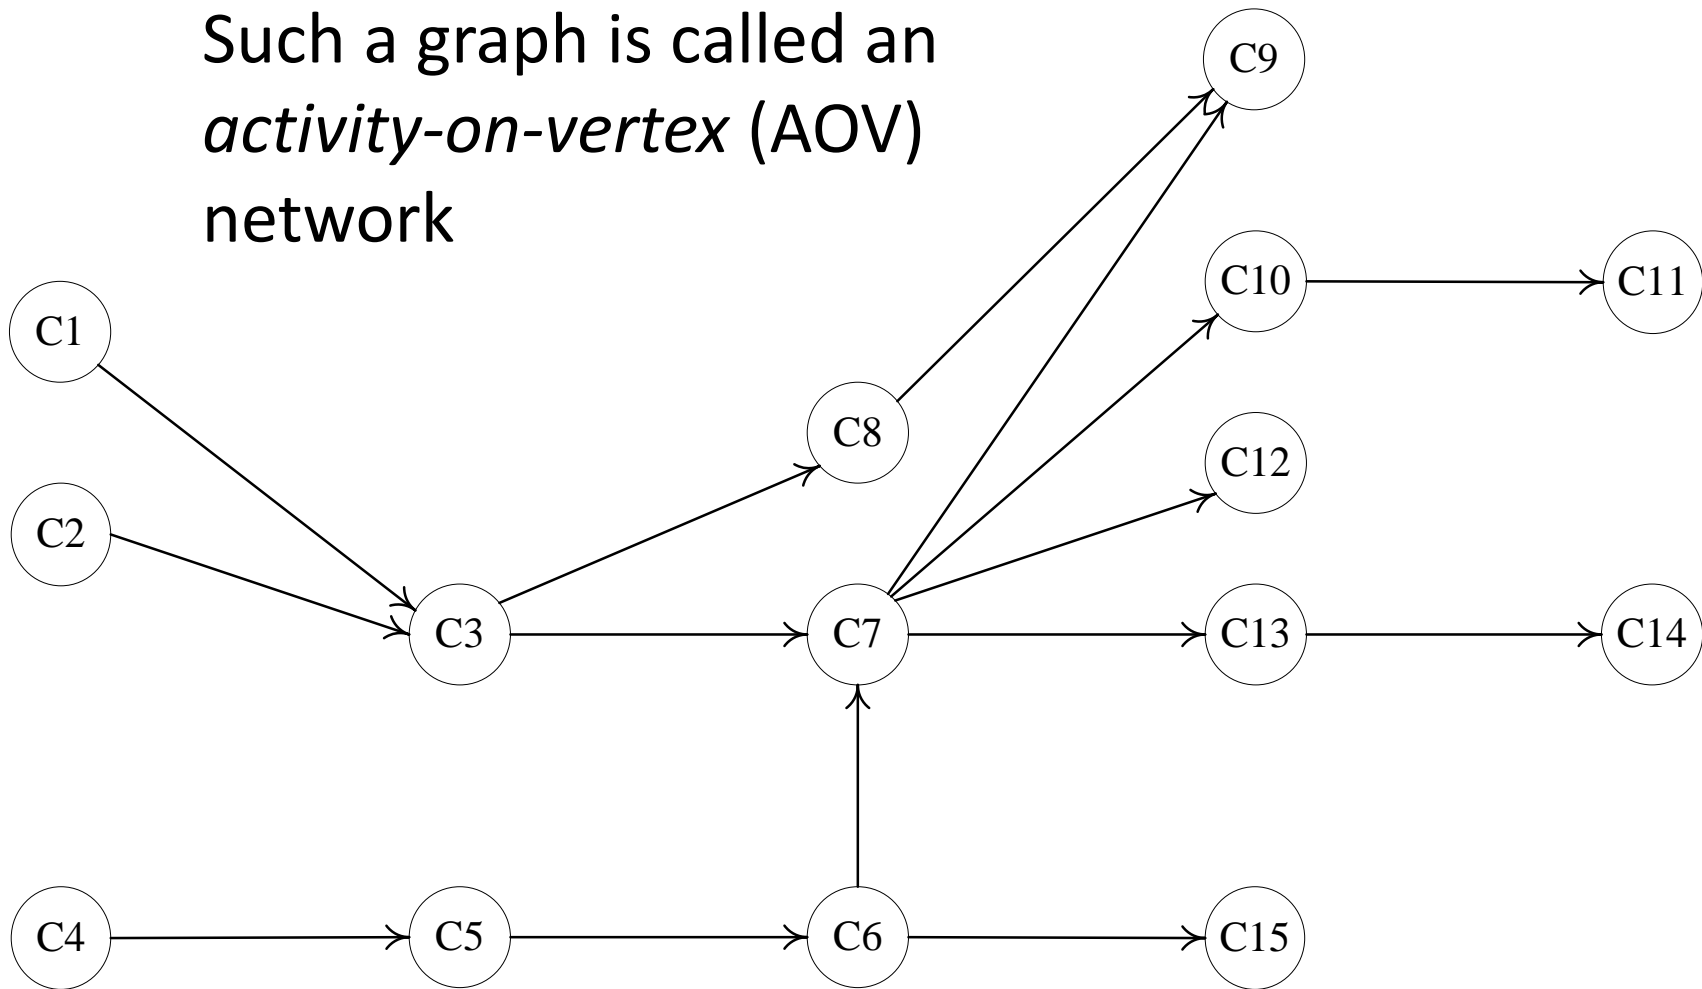 Such a graph is called an
activity-on-vertex (AOV)
network
C9
C10
C11
C1
C8
C12
C2
C3
C7
C13
C14
C4
C5
C6
C15